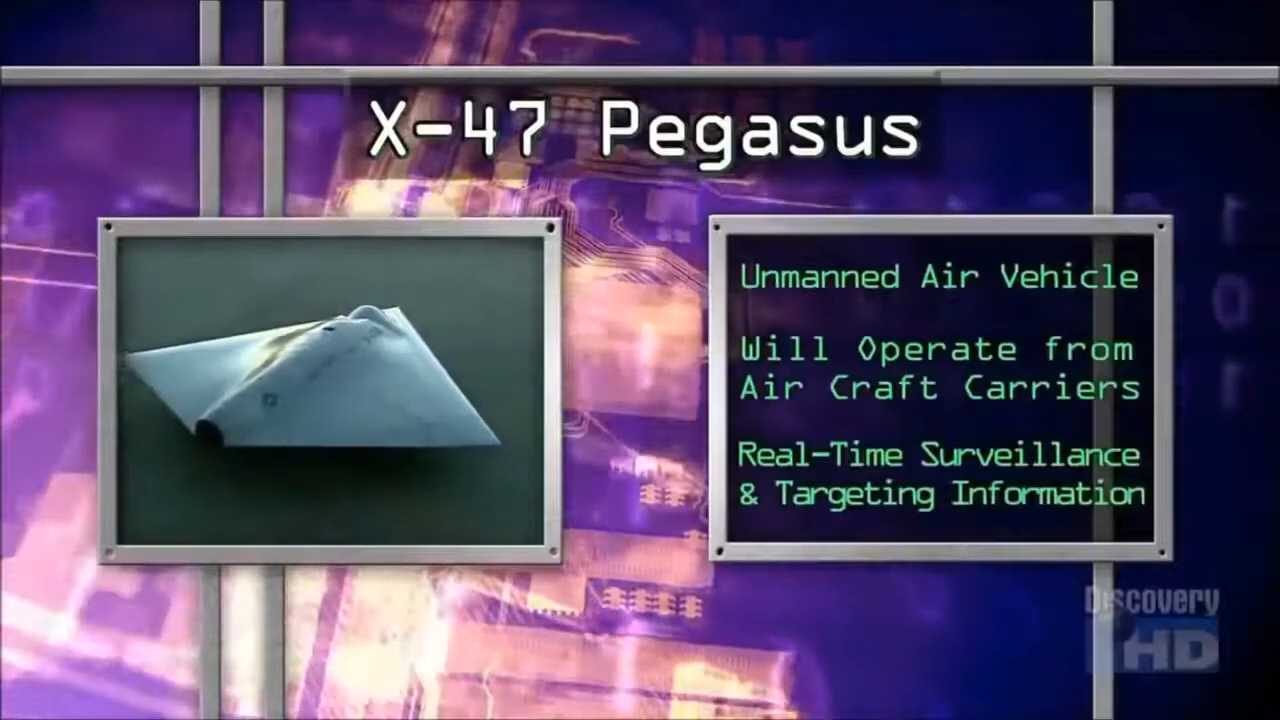 X-47 Pegasus
Unmanned Air Vehicle
Will Operate from
Air Craft Carriers
Real-Time Surveillance
& Targeting Information
Discovery
HD